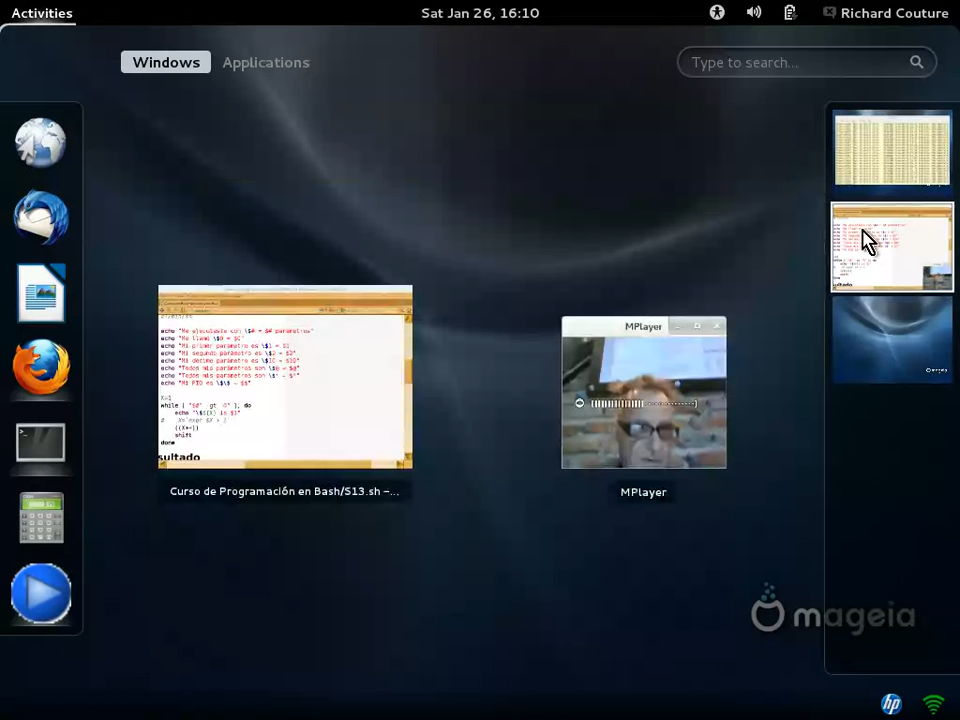 Activities
Sat Jan 26, 16:10
Richard Couture
Windows
Applications
Type to search...
echo "Me ejecutaste con \$# = $# parametros"
echo "Me llamo \$0 = $0"
echo "Mi primer parametro es \$1 = $1"
echo "Mi segundo parametro es \$2 = $2"
echo "Mi decimo parametro es \$10 = $10"
echo "Todos mis parametros son \$@ = $@"
echo "Todos mis parametros son \$* = $*"
echo "Mi PID es \$\$ = $$"
X=1
while [ "$#" -gt "0" ]; do
echo "\$$(X) is $1"
shift
done
sultado
MPlayer
Curso de Programación en Bash/S13.sh –...
MPlayer
mageia
hp